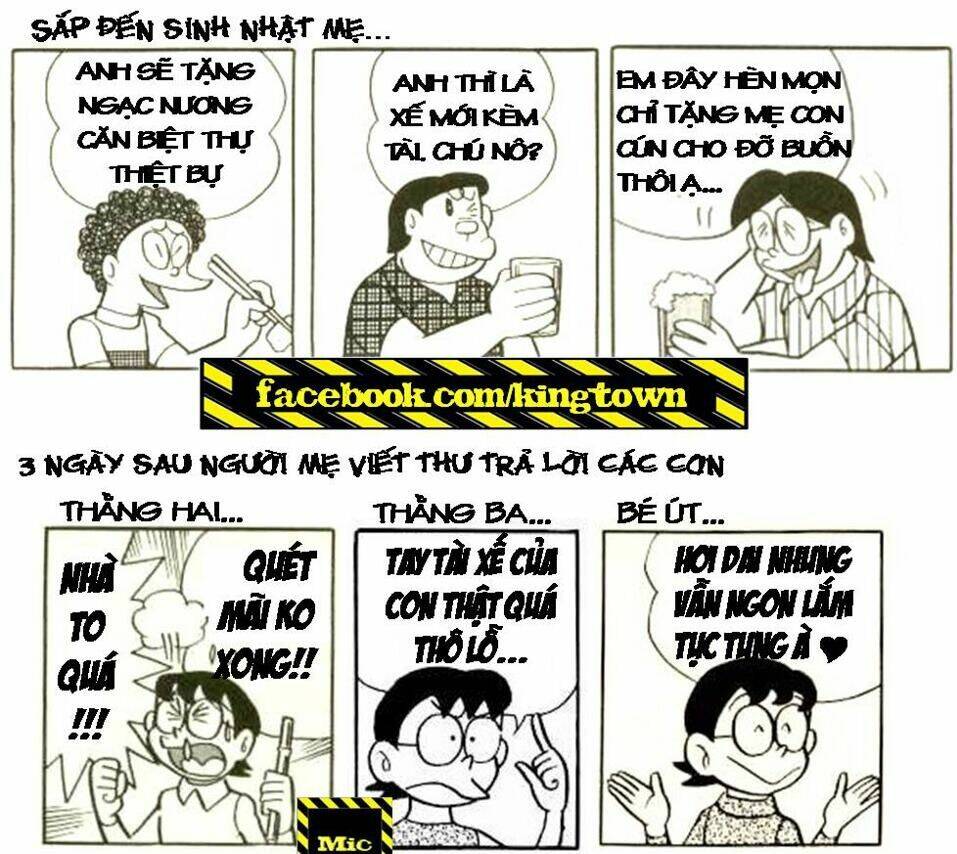 SẮP ĐẾN SINH NHẬT MẸ...
ANH SẼ TẶNG
NGẠC NƯƠNG
CĂN BIỆT THỰ
THIỆT BỰ
ANH THÌ LÀ
XẾ MỚI KÈM
TÀI. CHÚ NÔ?
EM ĐÂY HÈN MỌN
CHỈ TẶNG MẸ CON
CÚN CHO ĐỠ BUỒN
THÔI Ạ...
facebook.com/kingtown
3 NGÀY SAU NGƯỜI MẸ VIẾT THƯ TRẢ LỜI CÁC CON
THẰNG HAI...
NHÀ
TO
QUÁ
!!!
QUÉT
MÃI KO
XONG!!
THẰNG BA...
TAY TÀI XẾ CỦA
CON THẬT QUÁ
THÔ LỖ...
BÉ ÚT...
HƠI DAI NHƯNG
VẪN NGON LẮM
TỤC TƯNG À ♥
Mic